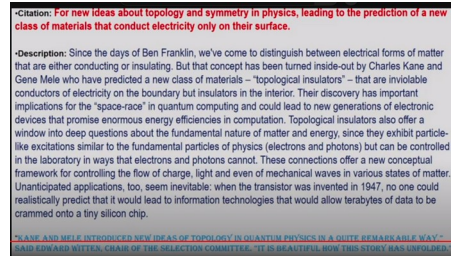 •Citation: For new ideas about topology and symmetry in physics, leading to the prediction of a new
class of materials that conduct electricity only on their surface.
•Description: Since the days of Ben Franklin, we've come to distinguish between electrical forms of matter
that are either conducting or insulating. But that concept has been turned inside-out by Charles Kane and
Gene Mele who have predicted a new class of materials – "topological insulators" – that are inviolable
conductors of electricity on the boundary but insulators in the interior. Their discovery has important
implications for the "space-race" in quantum computing and could lead to new generations of electronic
devices that promise enormous energy efficiencies in computation. Topological insulators also offer a
window into deep questions about the fundamental nature of matter and energy, since they exhibit particle-
like excitations similar to the fundamental particles of physics (electrons and photons) but can be controlled
in the laboratory in ways that electrons and photons cannot. These connections offer a new conceptual
framework for controlling the flow of charge, light and even of mechanical waves in various states of matter.
Unanticipated applications, too, seem inevitable: when the transistor was invented in 1947, no one could
realistically predict that it would lead to information technologies that would allow terabytes of data to be
crammed onto a tiny silicon chip.
"KANE AND MELE INTRODUCED NEW IDEAS OF TOPOLOGY IN QUANTUM PHYSICS IN A QUITE REMARKABLE WAY,"
SAID EDWARD WITTEN, CHAIR OF THE SELECTION COMMITTEE. "IT IS BEAUTIFUL HOW THIS STORY HAS UNFOLDED."